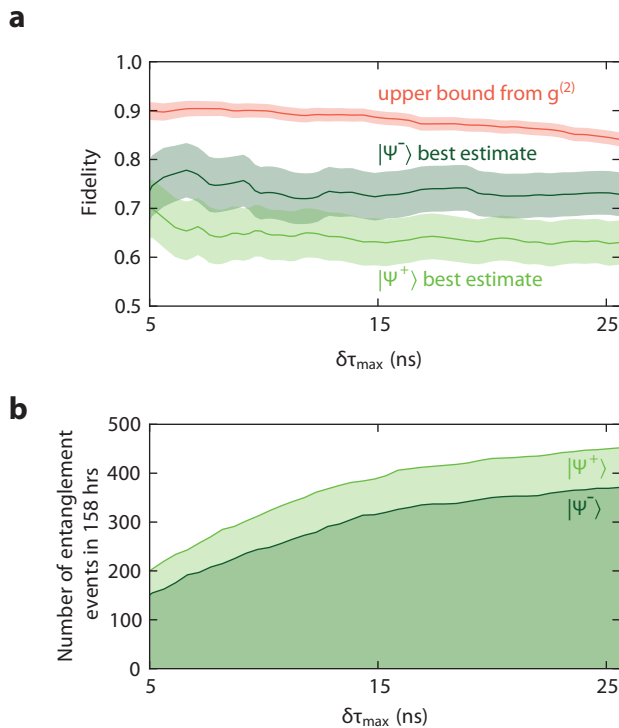 a
1.0
0.9
0.8
0.7
0.6
0.5
Fidelity
upper bound from g⁽²⁾
|Ψ⁻⟩ best estimate
|Ψ⁺⟩ best estimate
5
15
25
δτmax (ns)
b
500
400
300
200
100
0
Number of entanglement
events in 158 hrs
|Ψ⁺⟩
|Ψ⁻⟩
5
15
25
δτmax (ns)